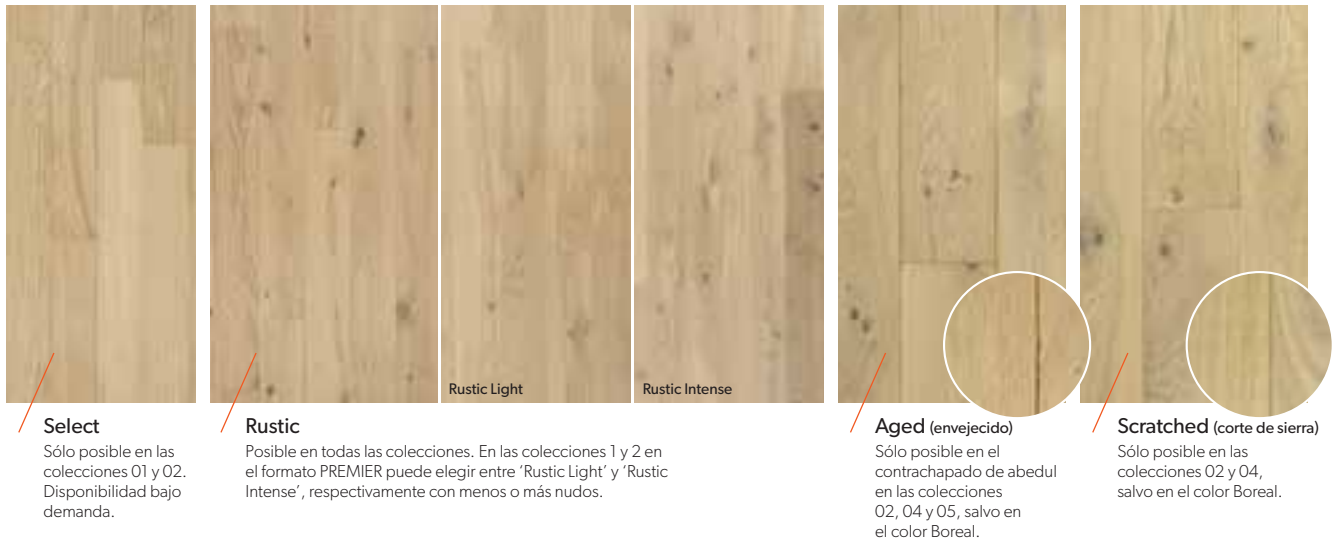 Rustic Light
Rustic Intense
Select
Sólo posible en las
colecciones 01 y 02.
Disponibilidad bajo
demanda.
Rustic
Posible en todas las colecciones. En las colecciones 1 y 2 en
el formato PREMIER puede elegir entre ‘Rustic Light’ y ‘Rustic
Intense’, respectivamente con menos o más nudos.
Aged (envejecido)
Sólo posible en el
contrachapado de abedul
en las colecciones
02, 04 y 05, salvo en
el color Boreal.
Scratched (corte de sierra)
Sólo posible en las
colecciones 02 y 04,
salvo en el color Boreal.